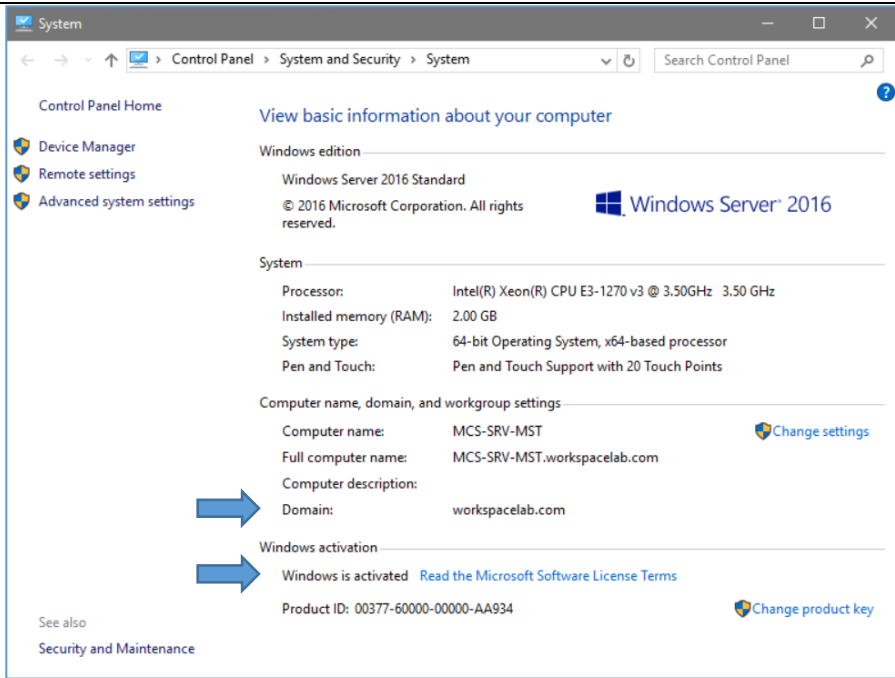 System
Control Panel > System and Security > System
Search Control Panel
Control Panel Home
Device Manager
Remote settings
Advanced system settings
View basic information about your computer
Windows edition
Windows Server 2016 Standard
© 2016 Microsoft Corporation. All rights
reserved.
Windows Server® 2016
System
Processor: Intel(R) Xeon(R) CPU E3-1270 v3 @ 3.50GHz 3.50 GHz
Installed memory (RAM): 2.00 GB
System type: 64-bit Operating System, x64-based processor
Pen and Touch: Pen and Touch Support with 20 Touch Points
Computer name, domain, and workgroup settings
Computer name: MCS-SRV-MST Change settings
Full computer name: MCS-SRV-MST.workspacelab.com
Computer description:
Domain: workspacelab.com
Windows activation
Windows is activated Read the Microsoft Software License Terms
Product ID: 00377-60000-00000-AA934 Change product key
See also
Security and Maintenance